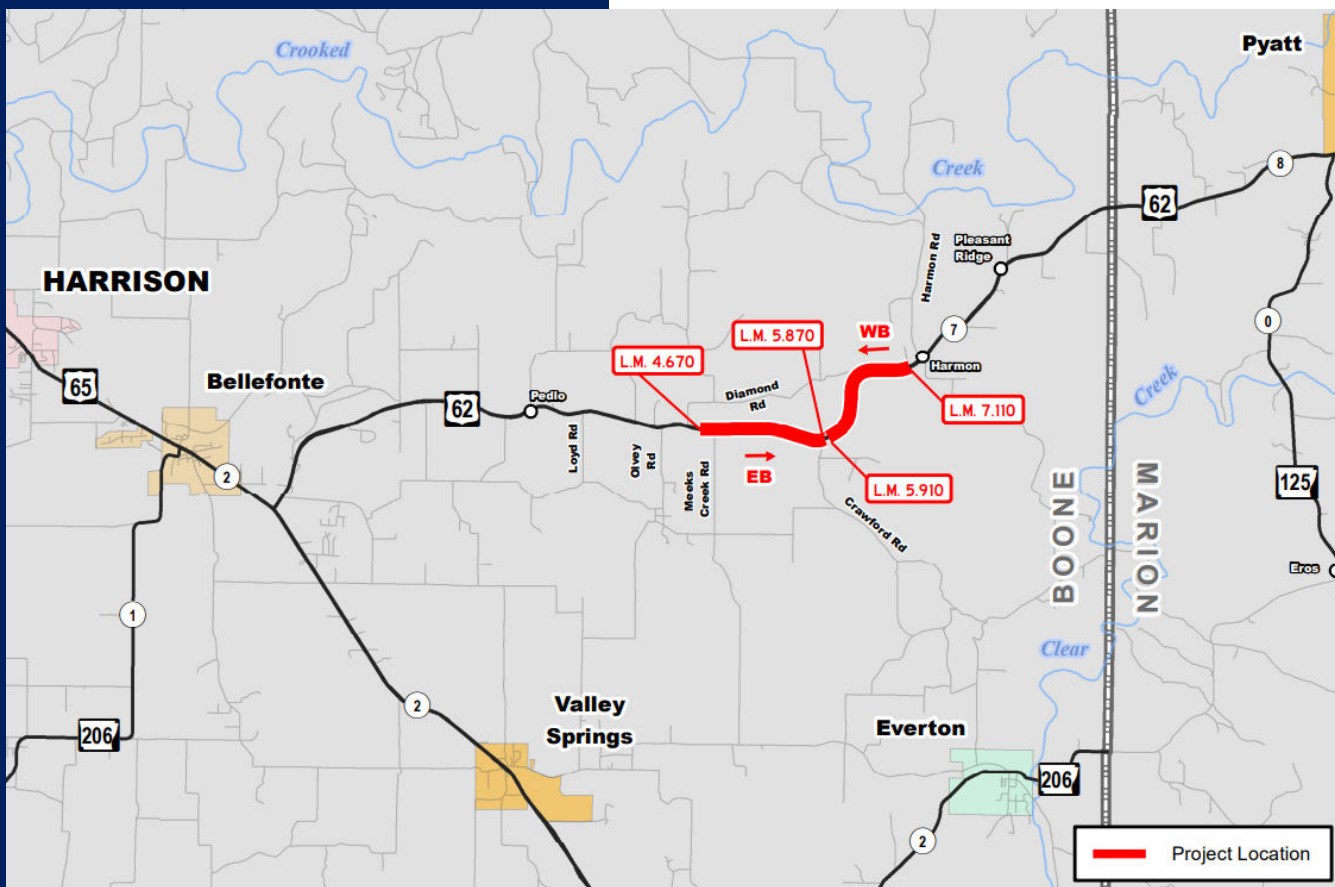 Crooked
Pyatt
8
62
Creek
Harmon Rd
Pleasant
Ridge
HARRISON
0
7
WB
L.M. 5.870
L.M. 4.670
Harmon
65
Bellefonte
62
Pedlo
Diamond
Rd
L.M. 7.110
Creek
Loyd Rd
Olvey
Rd
Meeks
Creek Rd
EB
2
L.M. 5.910
Crawford Rd
125
BOONE
MARION
Eros
1
Clear
2
Valley
Springs
Everton
206
206
2
Project Location